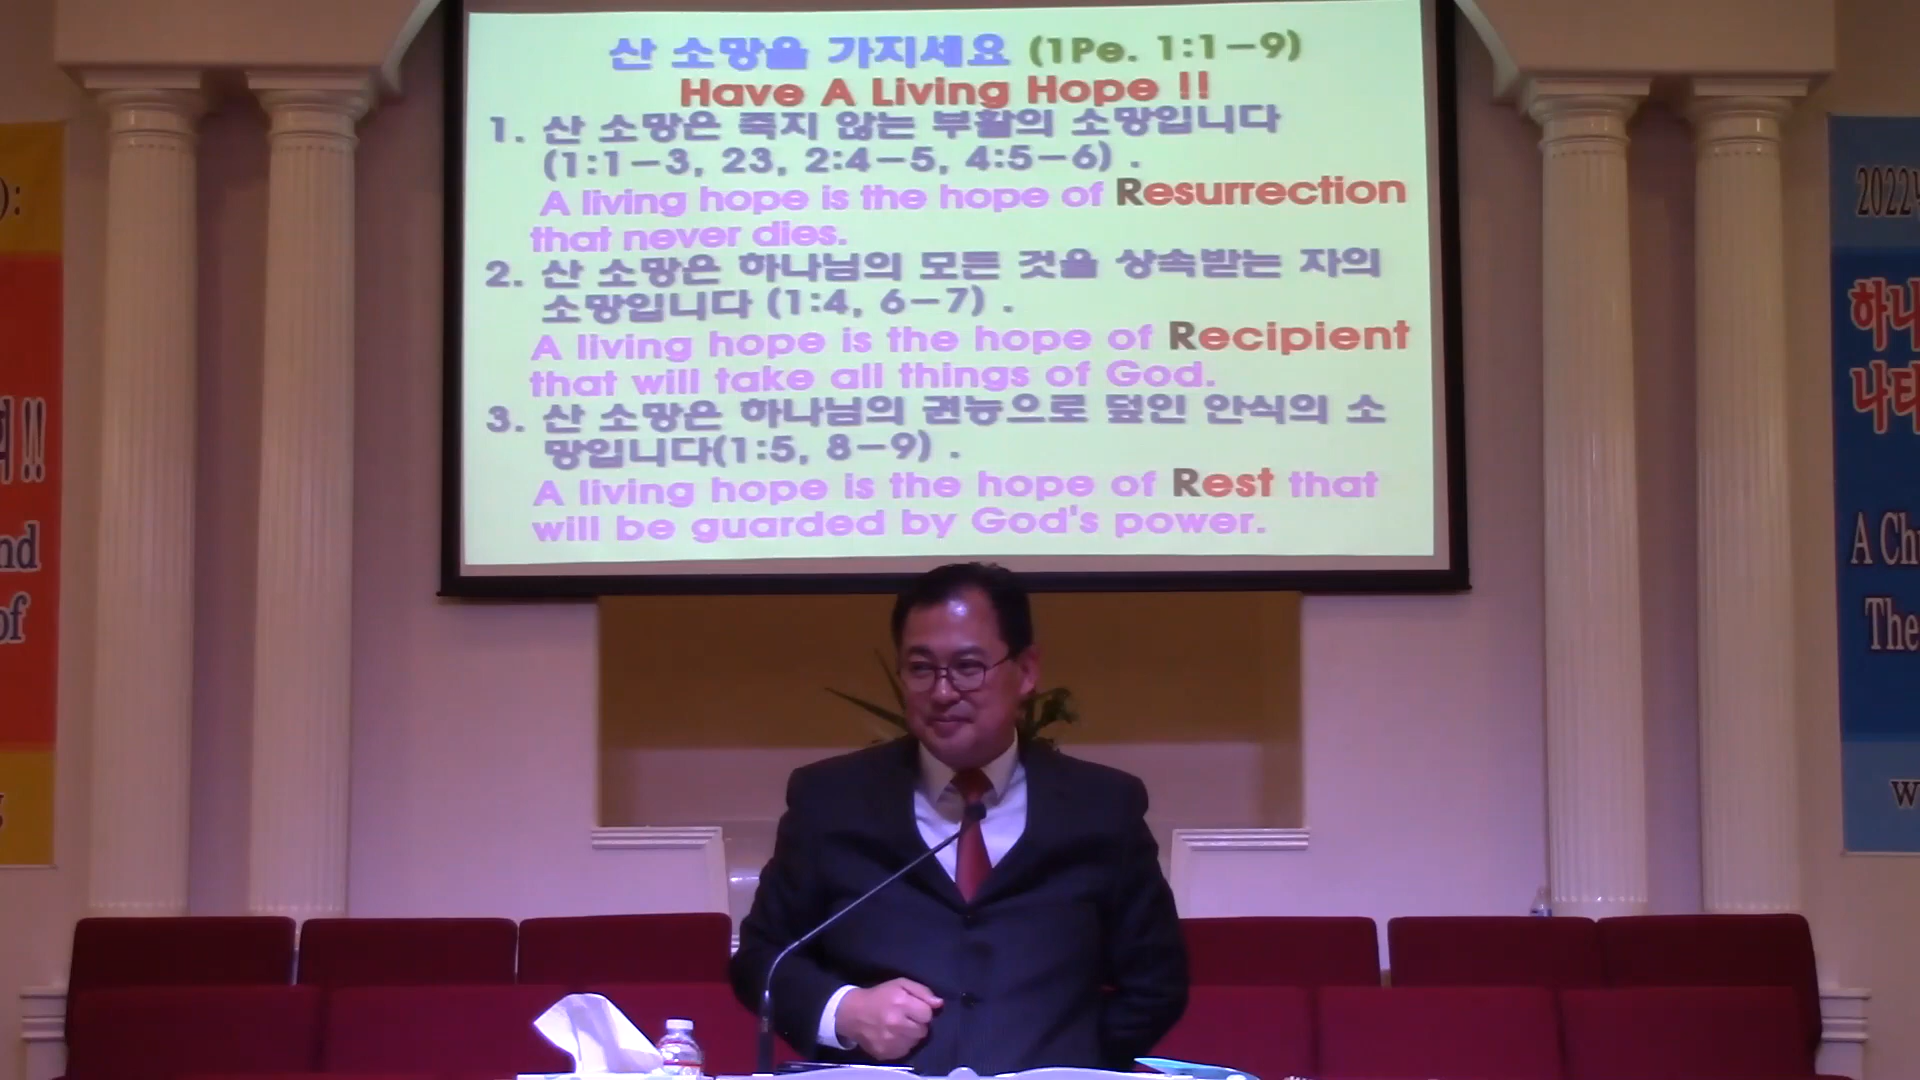 산 소망을 가지세요 (1Pe. 1:1-9)
Have A Living Hope !!
1. 산 소망은 죽지 않는 부활의 소망입니다
(1:1-3, 23, 2:4-5, 4:5-6) .
A living hope is the hope of Resurrection
that never dies.
2. 산 소망은 하나님의 모든 것을 상속받는 자의
소망입니다 (1:4, 6-7) .
A living hope is the hope of Recipient
that will take all things of God.
3. 산 소망은 하나님의 권능으로 덮인 안식의 소
망입니다(1:5, 8-9) .
A living hope is the hope of Rest that
will be guarded by God's power.
):
!!
nd
of
2022
하나
나타
A Ch
The
w